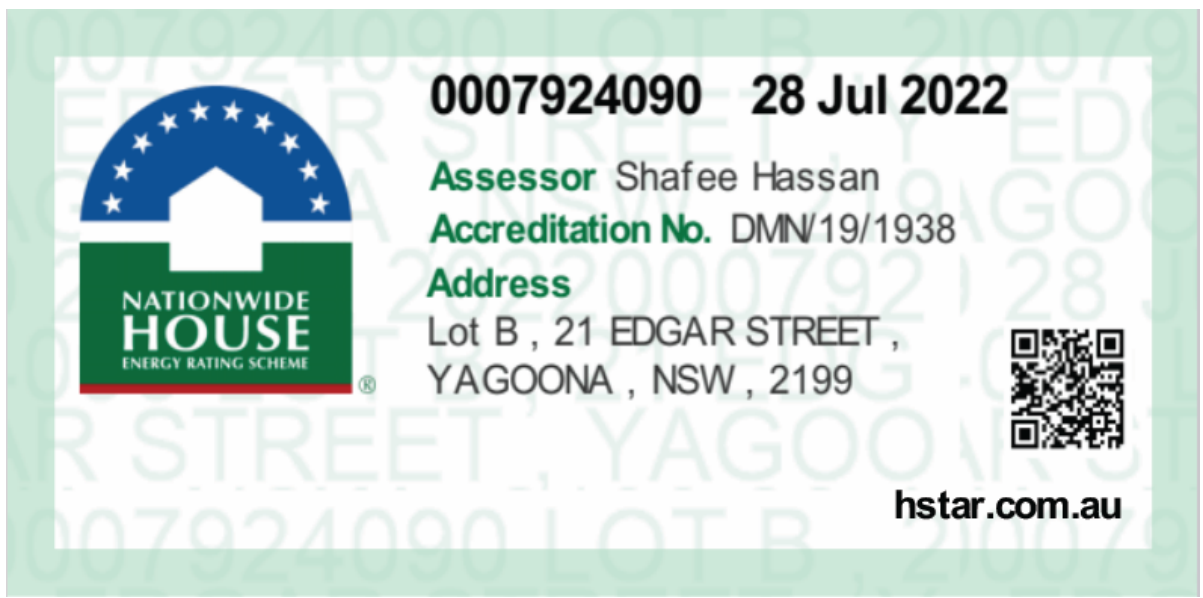 0007924090 28 Jul 2022
Assessor Shafee Hassan
Accreditation No. DMN/19/1938
Address
Lot B , 21 EDGAR STREET ,
YAGOONA , NSW , 2199
NATIONWIDE
HOUSE
ENERGY RATING SCHEME
®
hstar.com.au